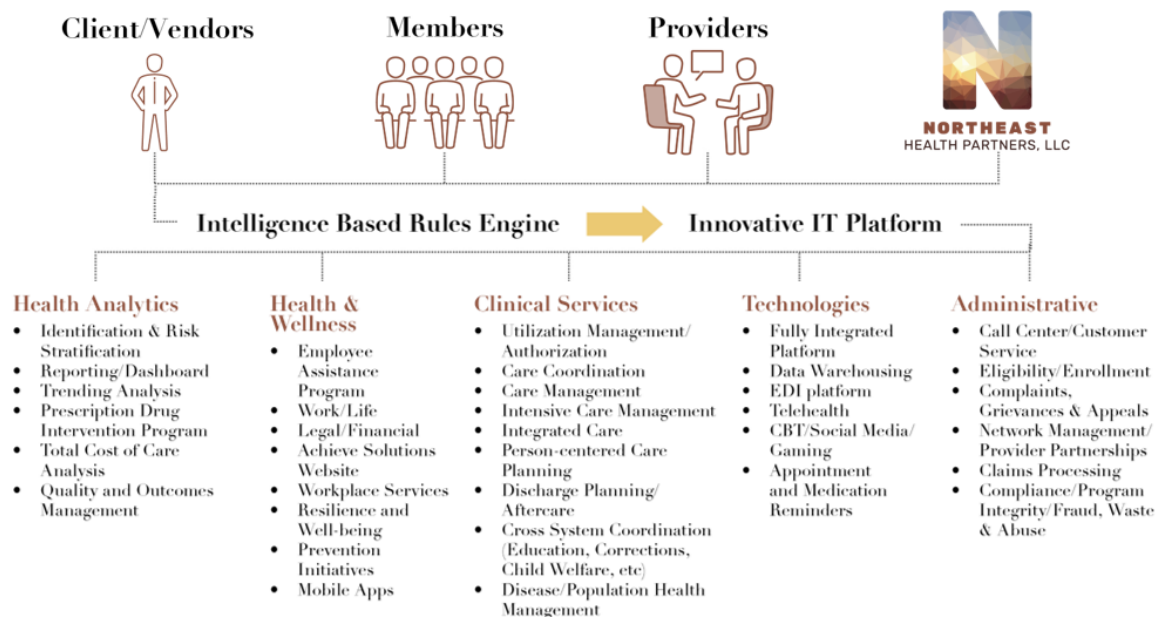 Client/Vendors
Members
Providers
N
NORTHEAST
HEALTH PARTNERS, LLC
Intelligence Based Rules Engine
Innovative IT Platform
Health Analytics
• Identification & Risk
Stratification
• Reporting/Dashboard
• Trending Analysis
• Prescription Drug
Intervention Program
• Total Cost of Care
Analysis
• Quality and Outcomes
Management
Health &
Wellness
• Employee
Assistance
Program
• Work/Life
• Legal/Financial
• Achieve Solutions
Website
• Workplace Services
• Resilience and
Well-being
• Prevention
Initiatives
• Mobile Apps
Clinical Services
• Utilization Management/
Authorization
• Care Coordination
• Care Management
• Intensive Care Management
• Integrated Care
• Person-centered Care
Planning
• Discharge Planning/
Aftercare
• Cross System Coordination
(Education, Corrections,
Child Welfare, etc)
• Disease/Population Health
Management
Technologies
• Fully Integrated
Platform
• Data Warehousing
• EDI platform
• Telehealth
• CBT/Social Media/
Gaming
• Appointment
and Medication
Reminders
Administrative
• Call Center/Customer
Service
• Eligibility/Enrollment
• Complaints,
Grievances & Appeals
• Network Management/
Provider Partnerships
• Claims Processing
• Compliance/Program
Integrity/Fraud, Waste
& Abuse